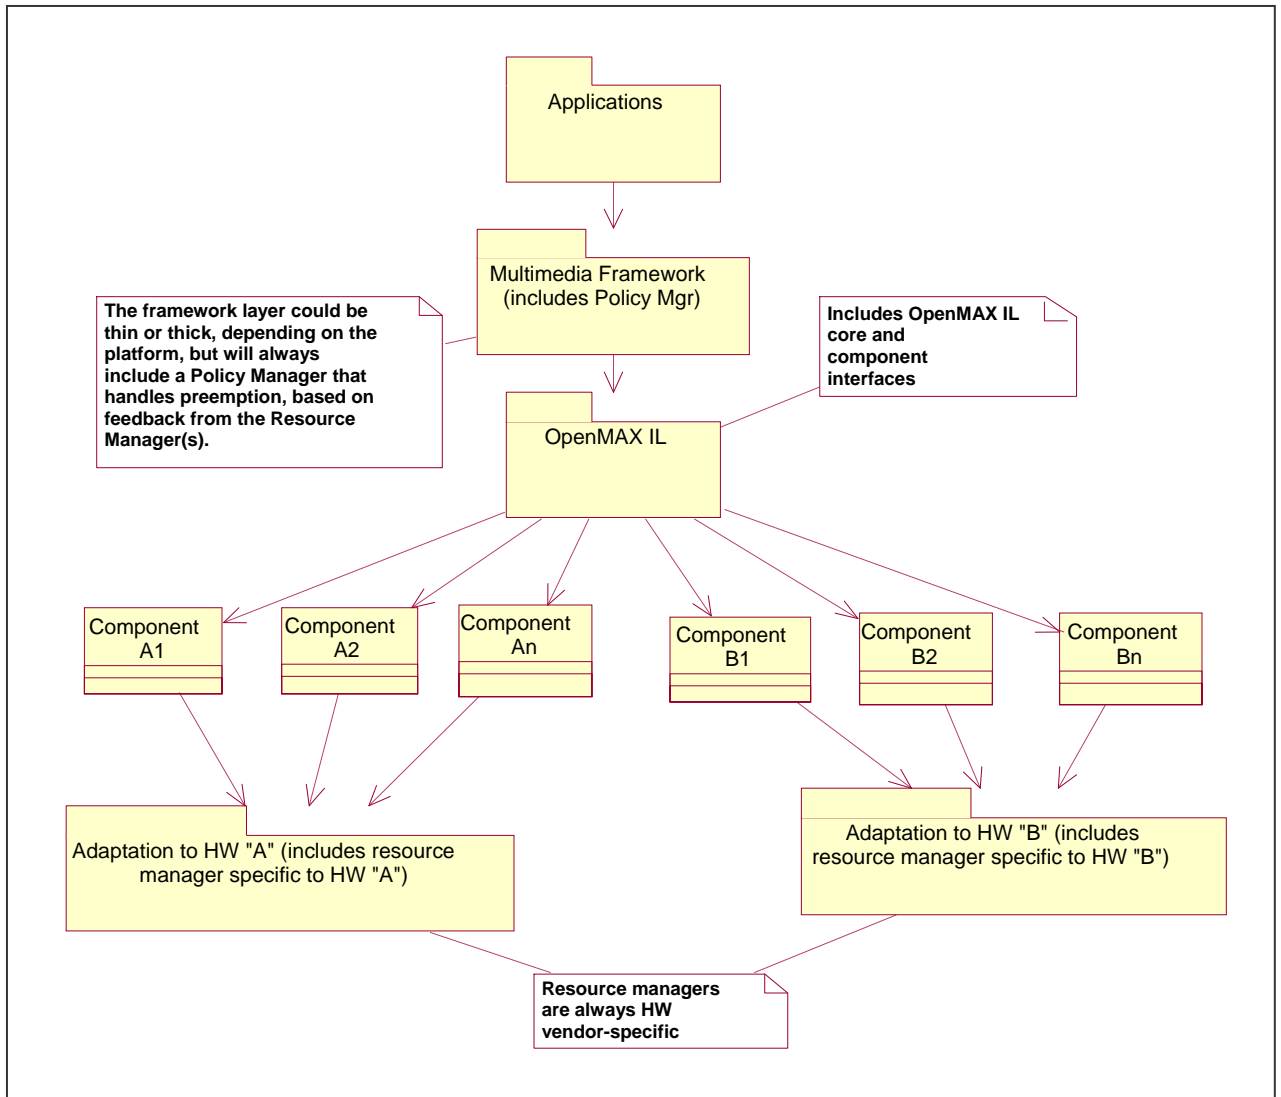 Applications
Multimedia Framework
(includes Policy Mgr)
The framework layer could be
thin or thick, depending on the
platform, but will always
include a Policy Manager that
handles preemption, based on
feedback from the Resource
Manager(s).
Includes OpenMAX IL
core and
component
interfaces
OpenMAX IL
Component
A1
Component
A2
Component
An
Component
B1
Component
B2
Component
Bn
Adaptation to HW "A" (includes resource
manager specific to HW "A")
Adaptation to HW "B" (includes
resource manager specific to HW "B")
Resource managers
are always HW
vendor-specific